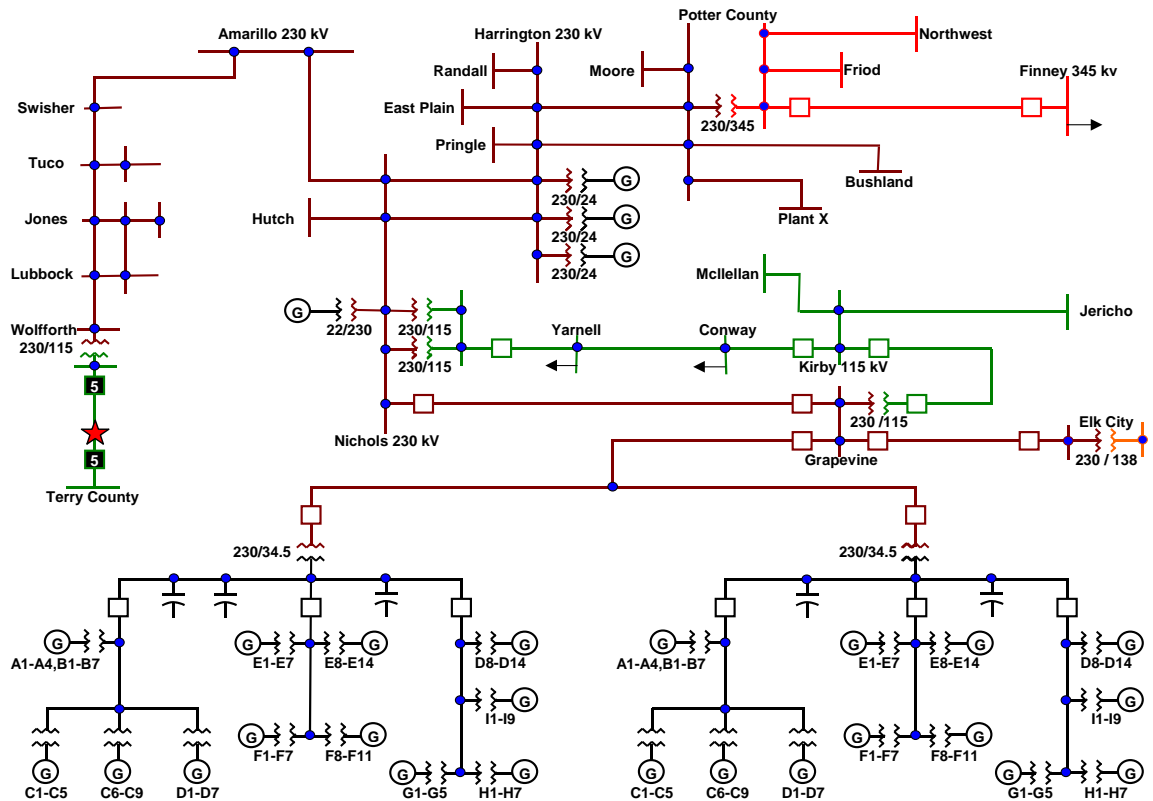 Potter County
Amarillo 230 kV
Harrington 230 kV
Northwest
Randall
Moore
Friod
Finney 345 kv
Swisher
East Plain
230/345
Pringle
Tuco
Bushland
G
230/24
Jones
Hutch
G
230/24
Plant X
G
230/24
Lubbock
Mcllellan
G
22/230
230/115
Jericho
Wolfforth
230/115
Yarnell
Conway
230/115
Kirby 115 kV
5
230 /115
Nichols 230 kV
Elk City
5
Grapevine
230 / 138
Terry County
230/34.5
230/34.5
G
G
G
G
G
G
G
G
A1-A4,B1-B7
E1-E7
E8-E14
D8-D14
A1-A4,B1-B7
E1-E7
E8-E14
D8-D14
G
G
I1-I9
I1-I9
G
G
G
G
F1-F7
F8-F11
F1-F7
F8-F11
G
G
G
G
G
G
G
G
G
G
C1-C5
C6-C9
D1-D7
G1-G5
H1-H7
C1-C5
C6-C9
D1-D7
G1-G5
H1-H7